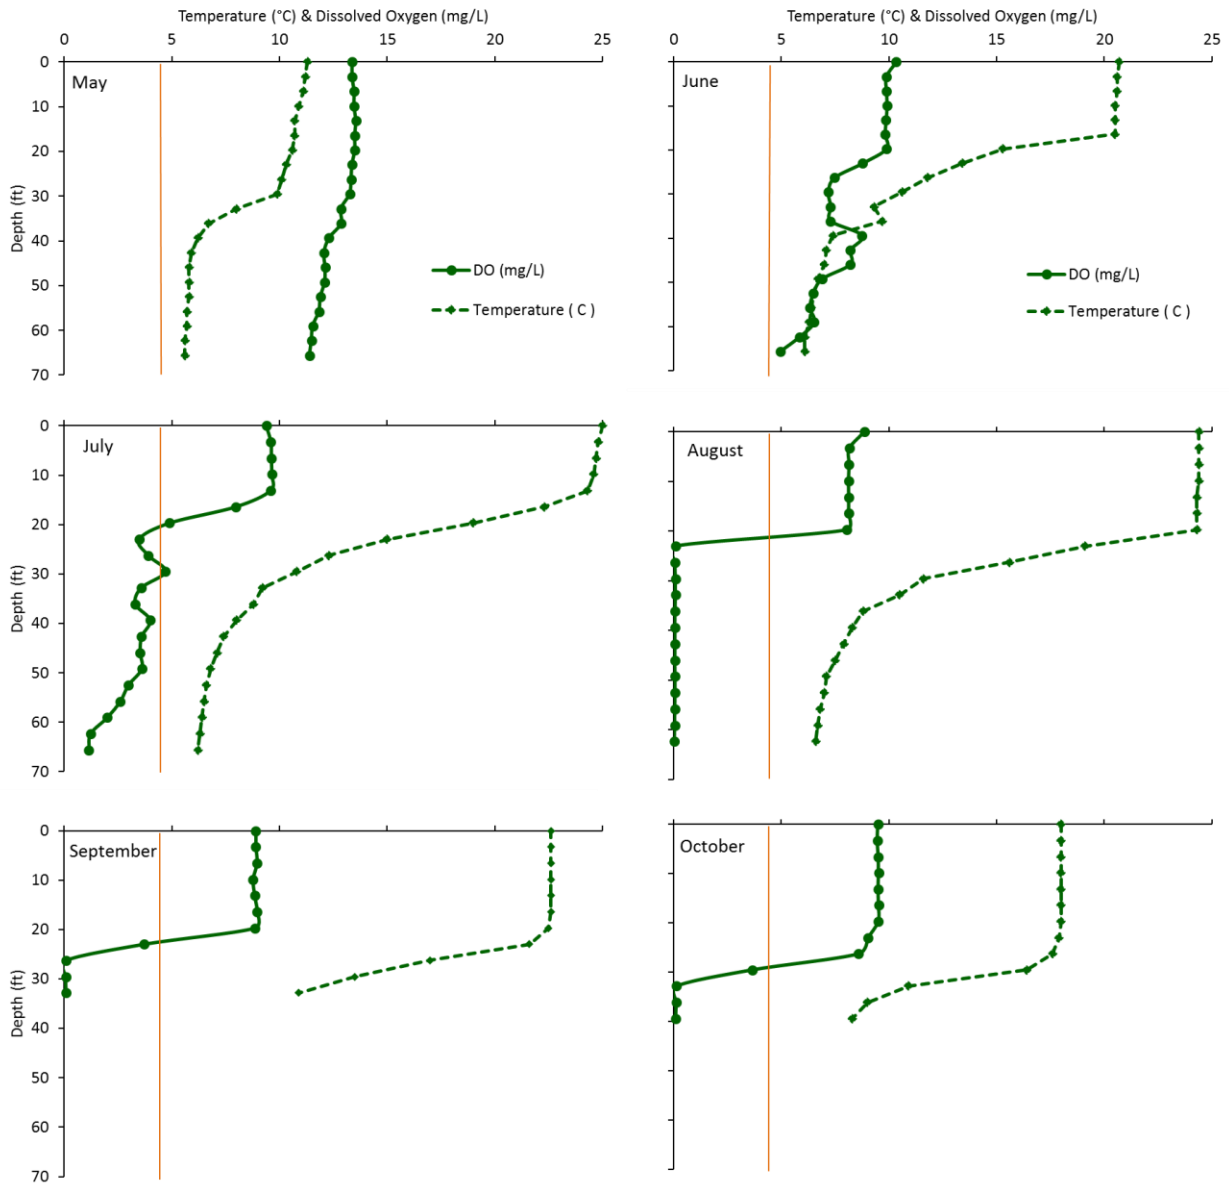 Temperature (°C) & Dissolved Oxygen (mg/L)
0 5 10 15 20 25
0
10
20
30
40
50
60
70
Depth (ft)
May
DO (mg/L)
Temperature ( C )
Temperature (°C) & Dissolved Oxygen (mg/L)
0 5 10 15 20 25
June
DO (mg/L)
Temperature ( C )
0
10
20
30
40
50
60
70
Depth (ft)
July
August
0
10
20
30
40
50
60
70
Depth (ft)
September
October